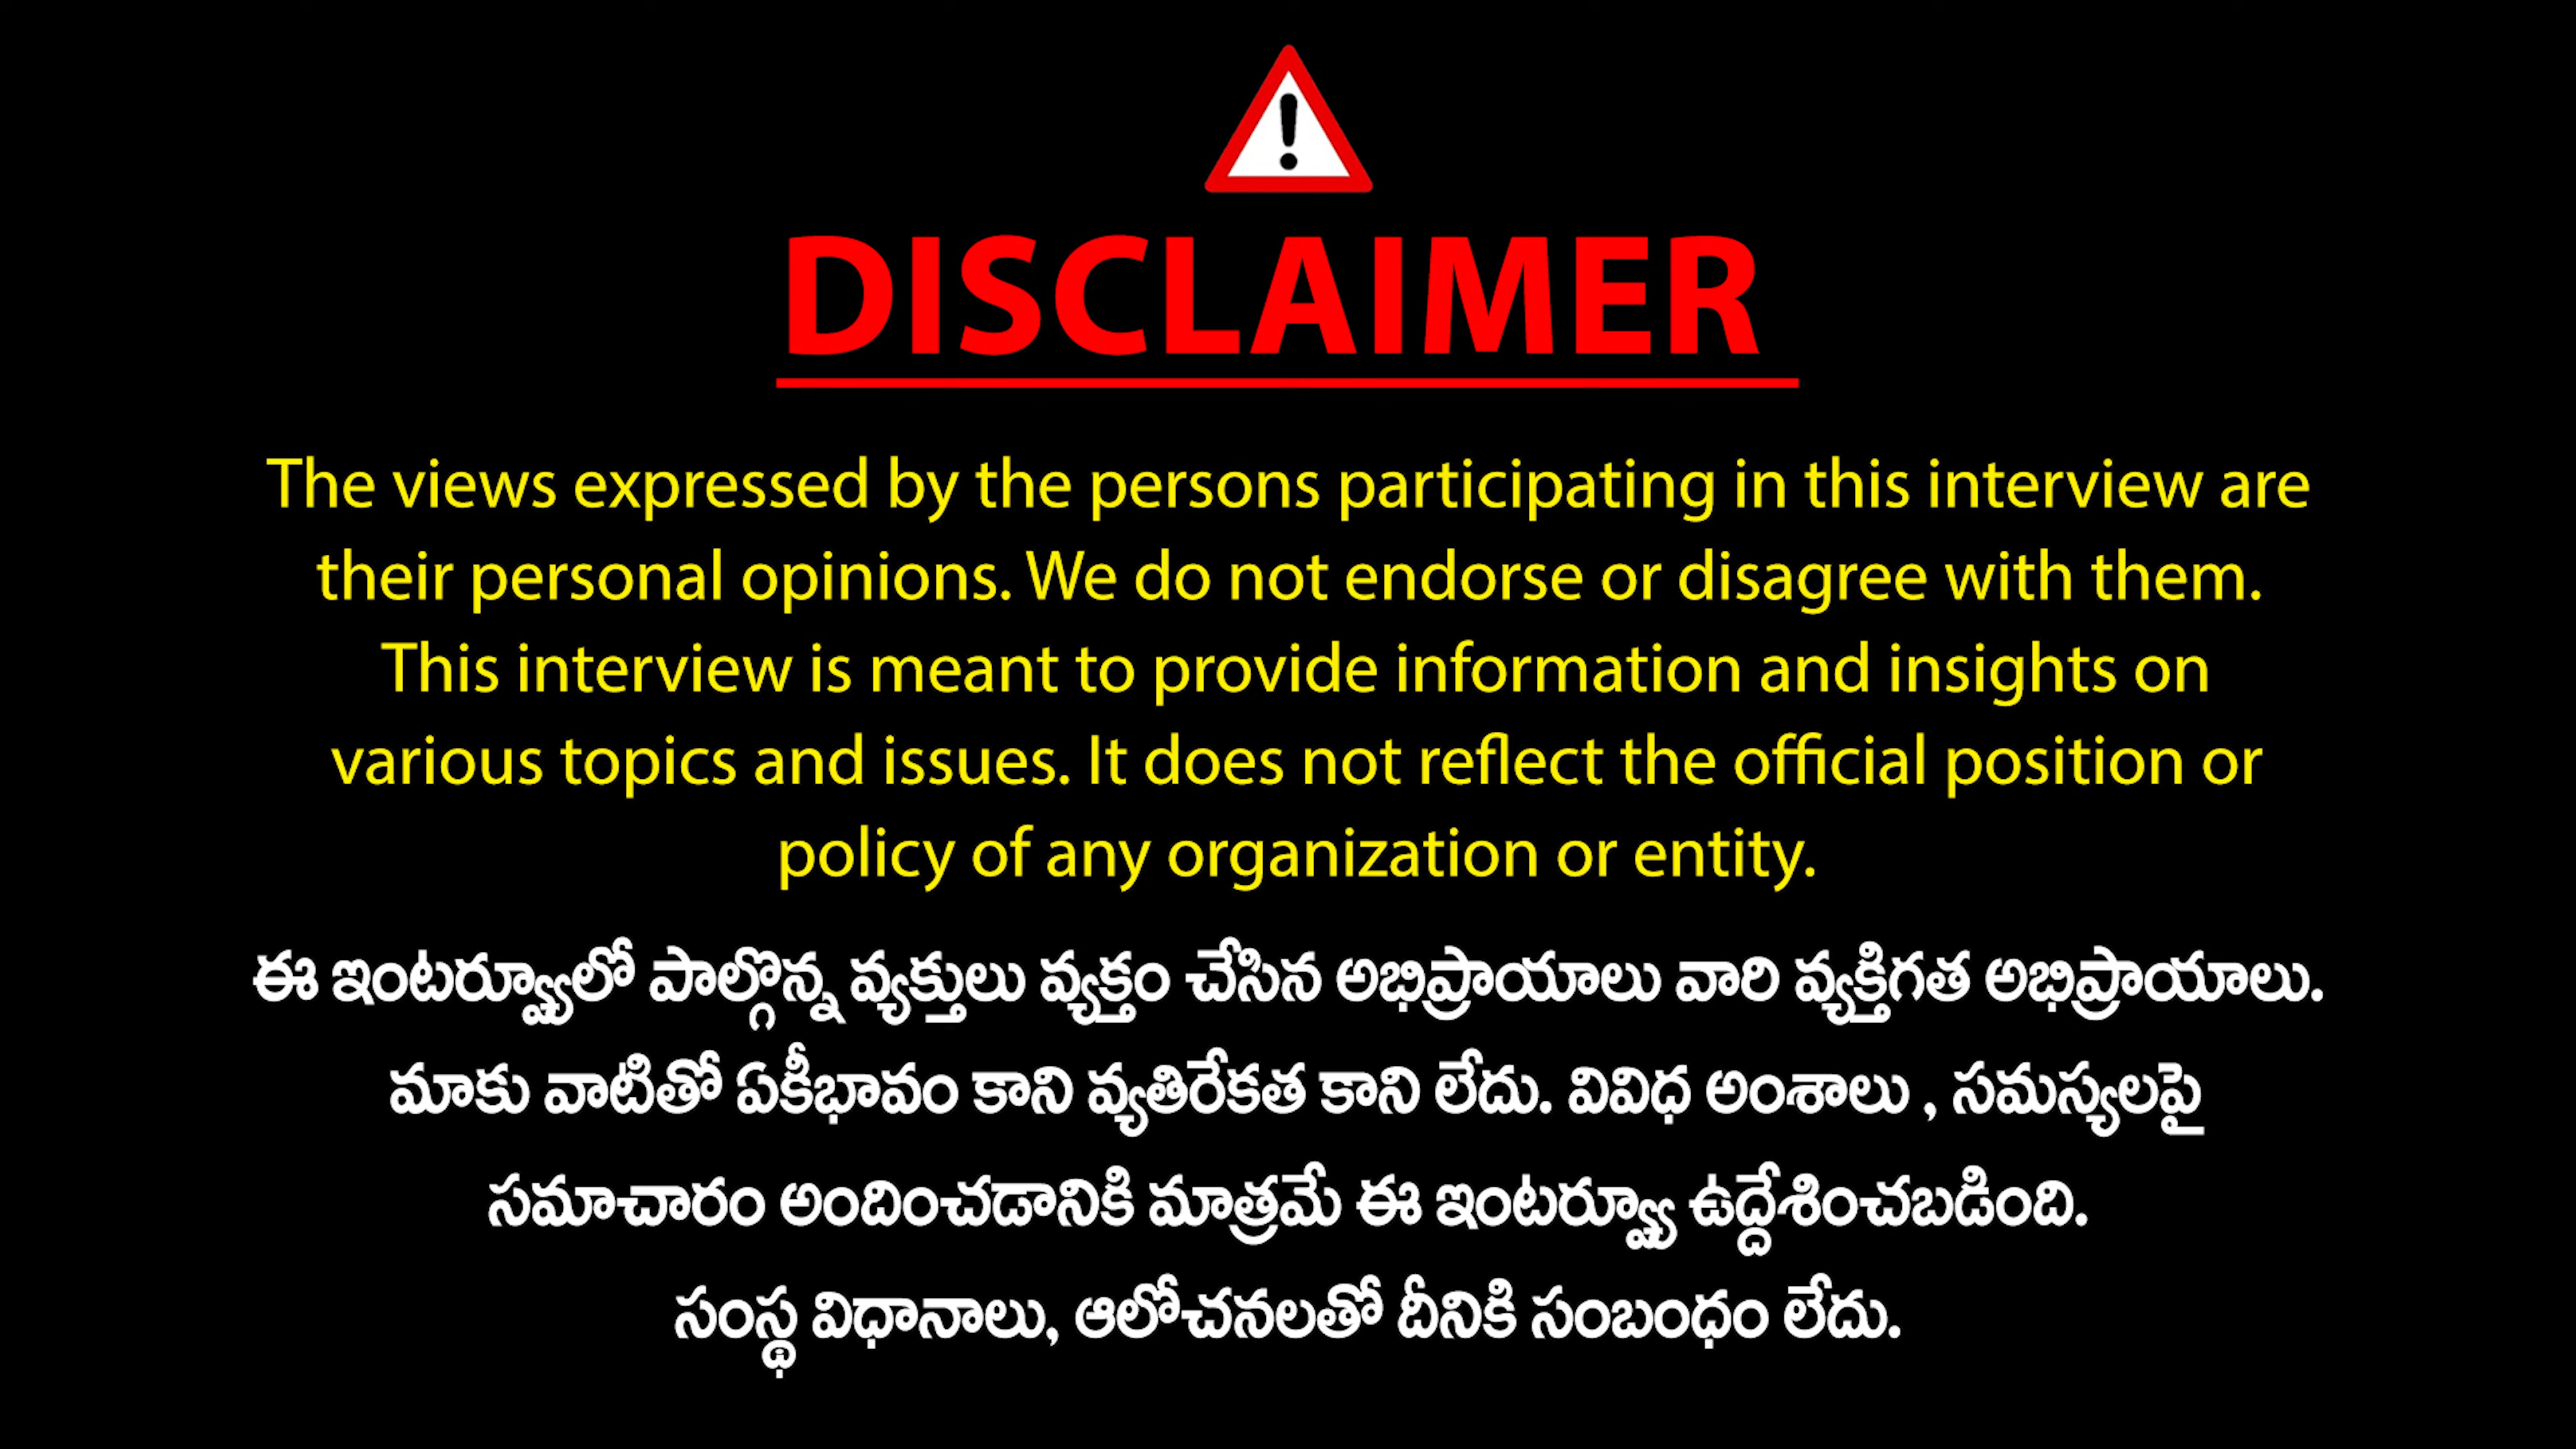 DISCLAIMER
The views expressed by the persons participating in this interview are
their personal opinions. We do not endorse or disagree with them.
This interview is meant to provide information and insights on
various topics and issues. It does not reflect the official position or
policy of any organization or entity.
ఈ ఇంటర్వ్యూలో పాల్గొన్న వ్యక్తులు వ్యక్తం చేసిన అభిప్రాయాలు వారి వ్యక్తిగత అభిప్రాయాలు.
మాకు వాటితో ఏకీభావం కాని వ్యతిరేకత కాని లేదు. వివిధ అంశాలు , సమస్యలపై
సమాచారం అందించడానికి మాత్రమే ఈ ఇంటర్వ్యూ ఉద్దేశించబడింది.
సంస్థ విధానాలు, ఆలోచనలతో దీనికి సంబంధం లేదు.